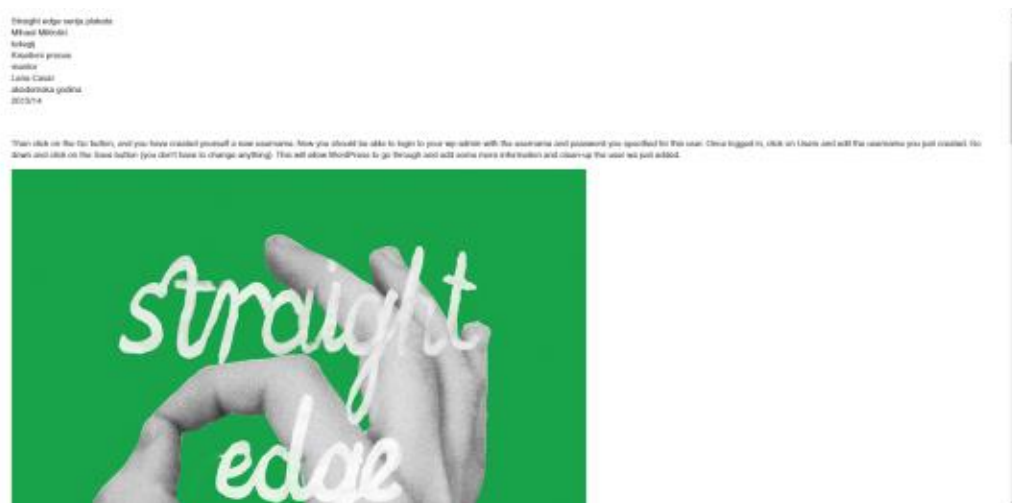 Straight edge serija plakata
kolegij
Kreativni proces
mentor
akademska godina
2013/14
Then click on the Go button, and you have created yourself a new username. Now you should be able to login to your wp-admin with the username and password you specified for this user. Once logged in, click on Users and edit the username you just created. Go
down and click on the Save button (you don't have to change anything). This will allow WordPress to go through and add some more information and clean-up the user we just added.
straight
edge